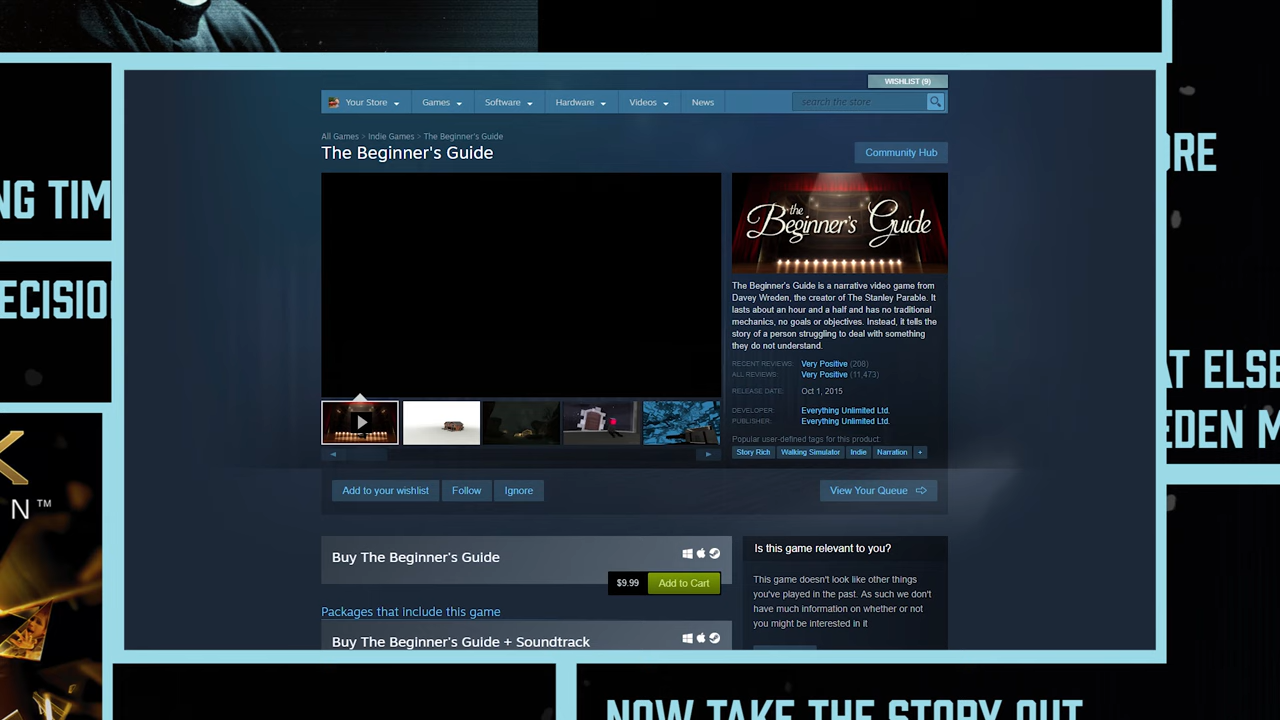 WISHLIST (9)
Your Store
Games
Software
Hardware
Videos
News
search the store
All Games > Indie Games > The Beginner's Guide
The Beginner's Guide
Community Hub
the
Beginner's Guide
The Beginner's Guide is a narrative video game from
Davey Wreden, the creator of The Stanley Parable. It
lasts about an hour and a half and has no traditional
mechanics, no goals or objectives. Instead, it tells the
story of a person struggling to deal with something
they do not understand.
RECENT REVIEWS: Very Positive (208)
ALL REVIEWS: Very Positive (11,473)
RELEASE DATE: Oct 1, 2015
DEVELOPER: Everything Unlimited Ltd.
PUBLISHER: Everything Unlimited Ltd.
Popular user-defined tags for this product:
Story Rich Walking Simulator Indie Narration +
Add to your wishlist Follow Ignore
View Your Queue
Buy The Beginner's Guide
$9.99 Add to Cart
Packages that include this game
Buy The Beginner's Guide + Soundtrack
Is this game relevant to you?
This game doesn't look like other things
you've played in the past. As such we don't
have much information on whether or not
you might be interested in it
NG TIM
ECISIO
X
N™
ORE
AT ELSE
EDEN M
NOW TAKE THE STORY OUT